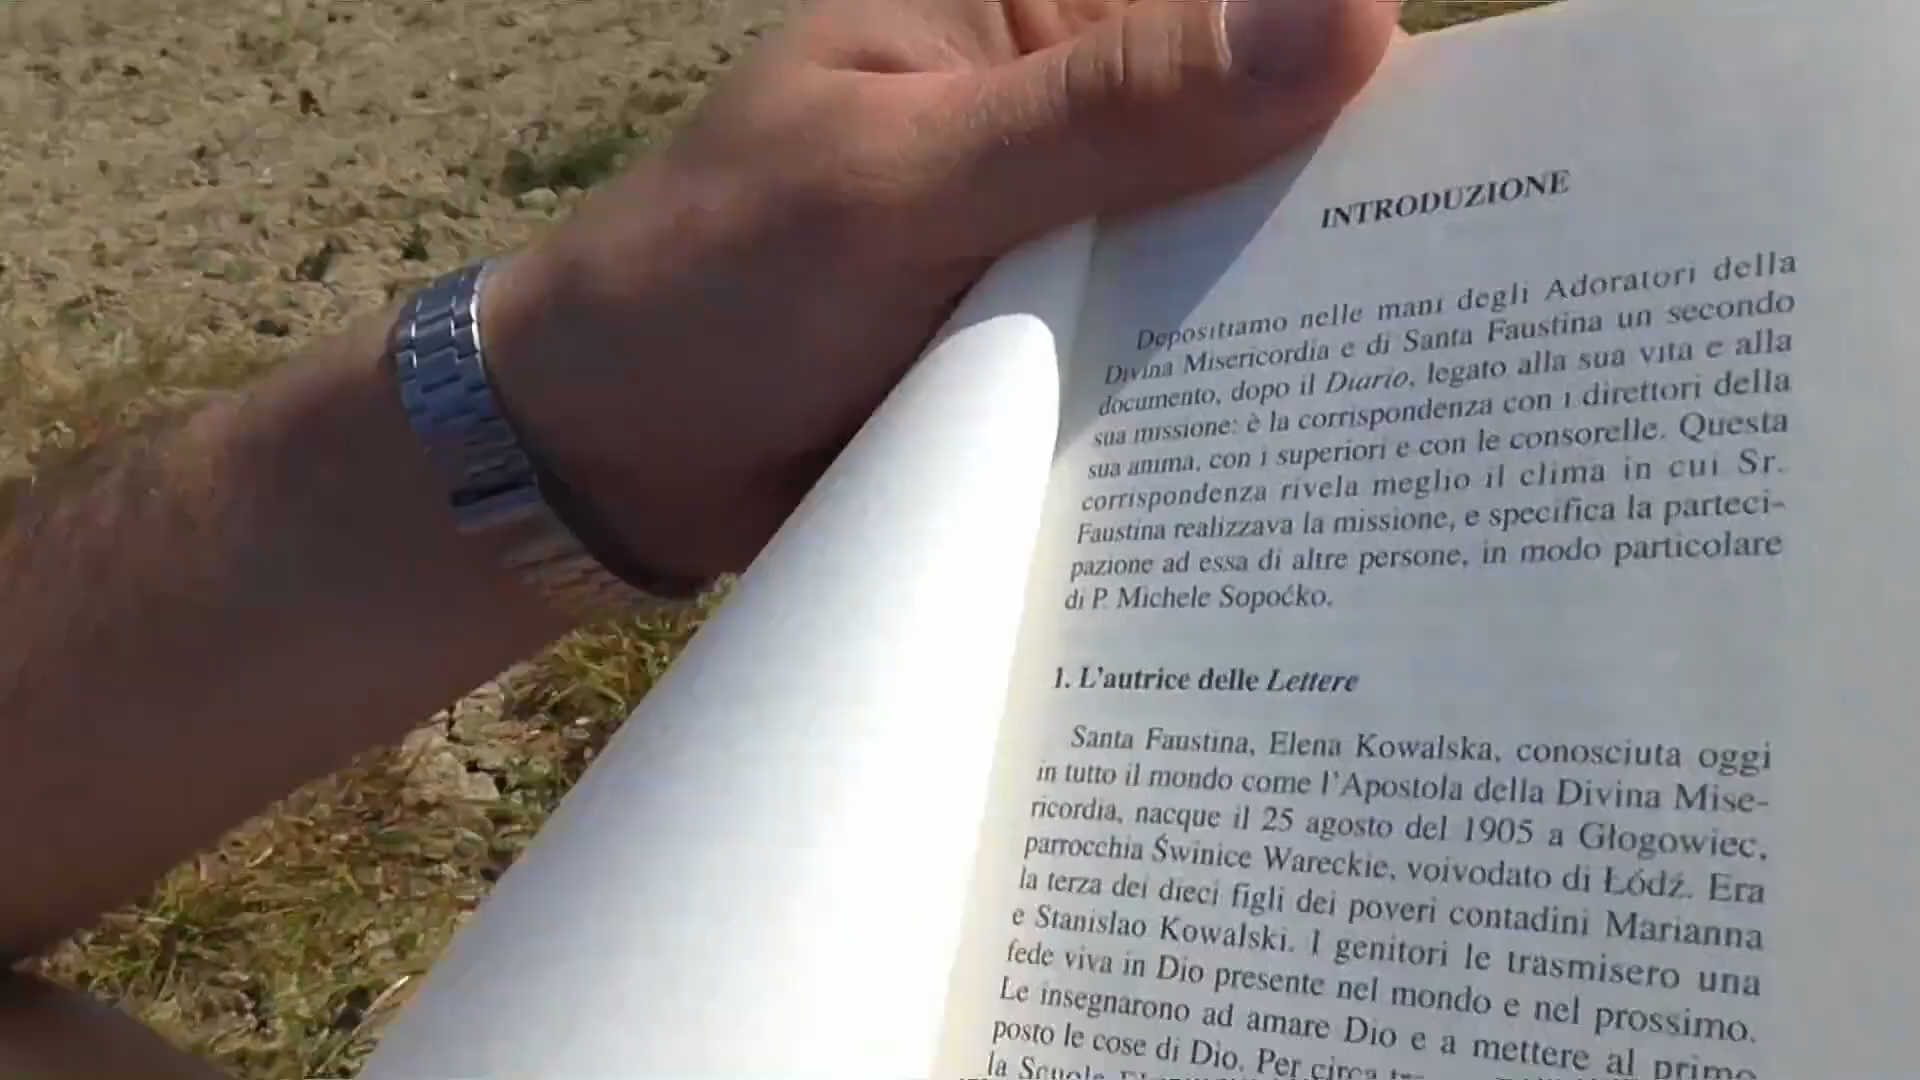 INTRODUZIONE
Depositiamo nelle mani degli Adoratori della
Divina Misericordia e di Santa Faustina un secondo
documento, dopo il Diario, legato alla sua vita e alla
sua missione: è la corrispondenza con i direttori della
sua anima, con i superiori e con le consorelle. Questa
corrispondenza rivela meglio il clima in cui Sr.
Faustina realizzava la missione, e specifica la parteci-
pazione ad essa di altre persone, in modo particolare
di P. Michele Sopoćko.
1. L'autrice delle Lettere
Santa Faustina, Elena Kowalska, conosciuta oggi
in tutto il mondo come l'Apostola della Divina Mise-
ricordia, nacque il 25 agosto del 1905 a Głogowiec,
parrocchia Świnice Wareckie, voivodato di Łódź. Era
la terza dei dieci figli dei poveri contadini Marianna
e Stanislao Kowalski. I genitori le trasmisero una
fede viva in Dio presente nel mondo e nel prossimo.
Le insegnarono ad amare Dio e a mettere al primo
posto le cose di Dio. Per circa
la Scuola